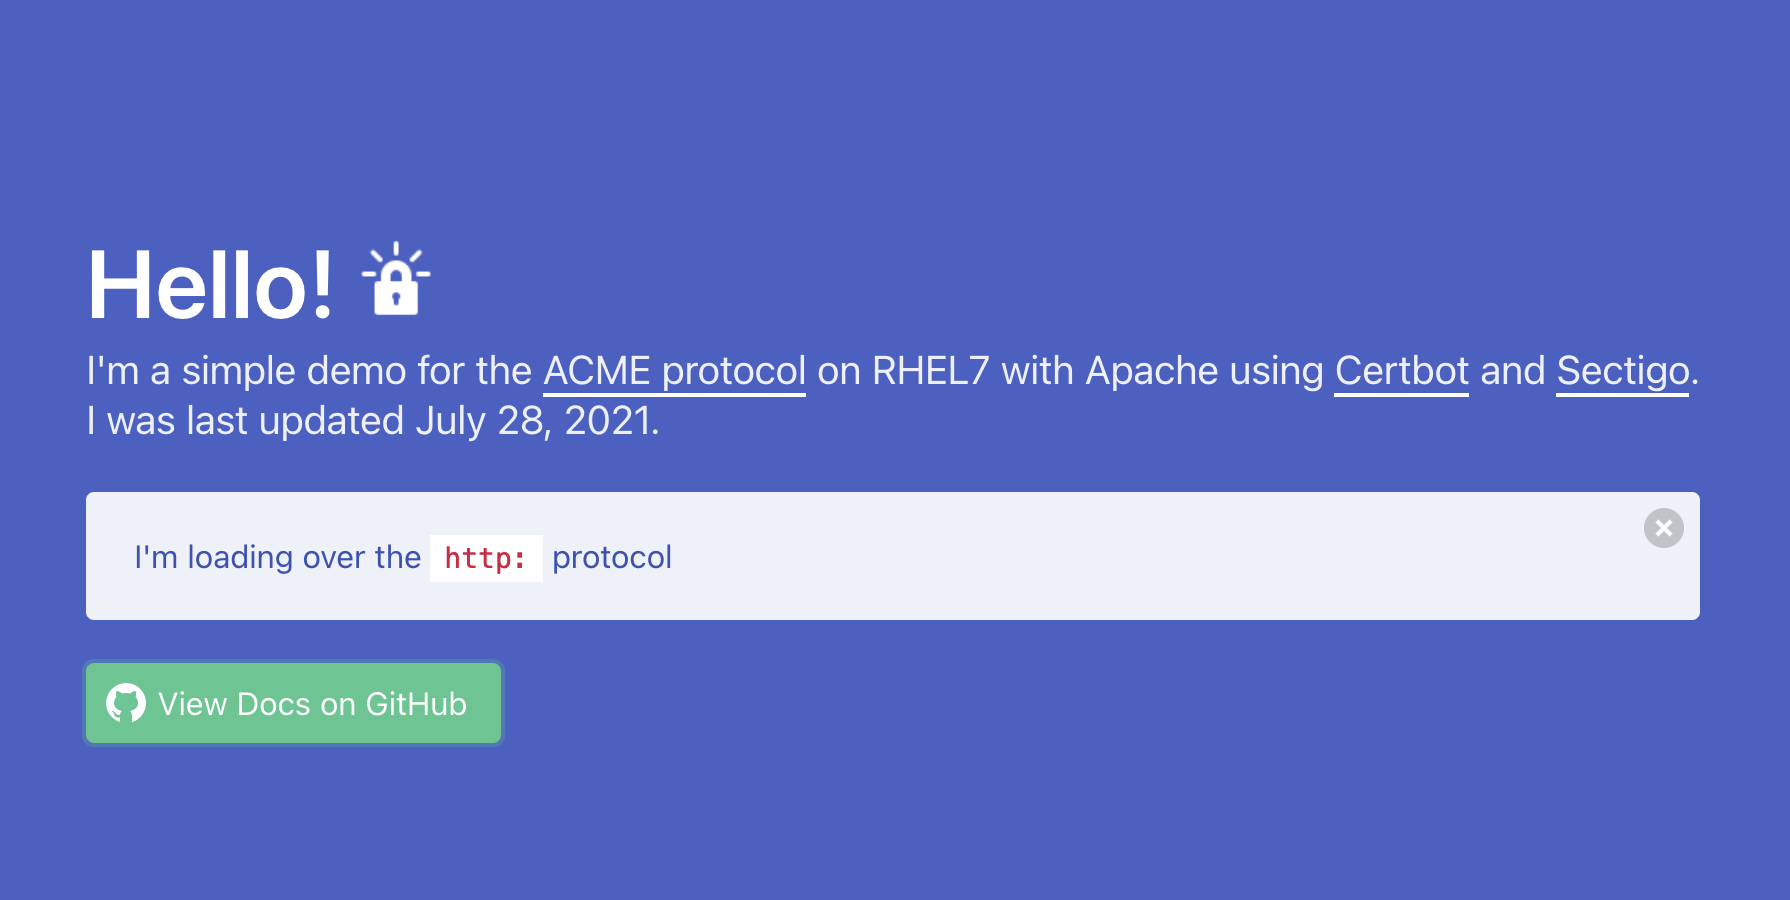 Hello!
I'm a simple demo for the ACME protocol on RHEL7 with Apache using Certbot and Sectigo.
I was last updated July 28, 2021.
I'm loading over the http: protocol
View Docs on GitHub